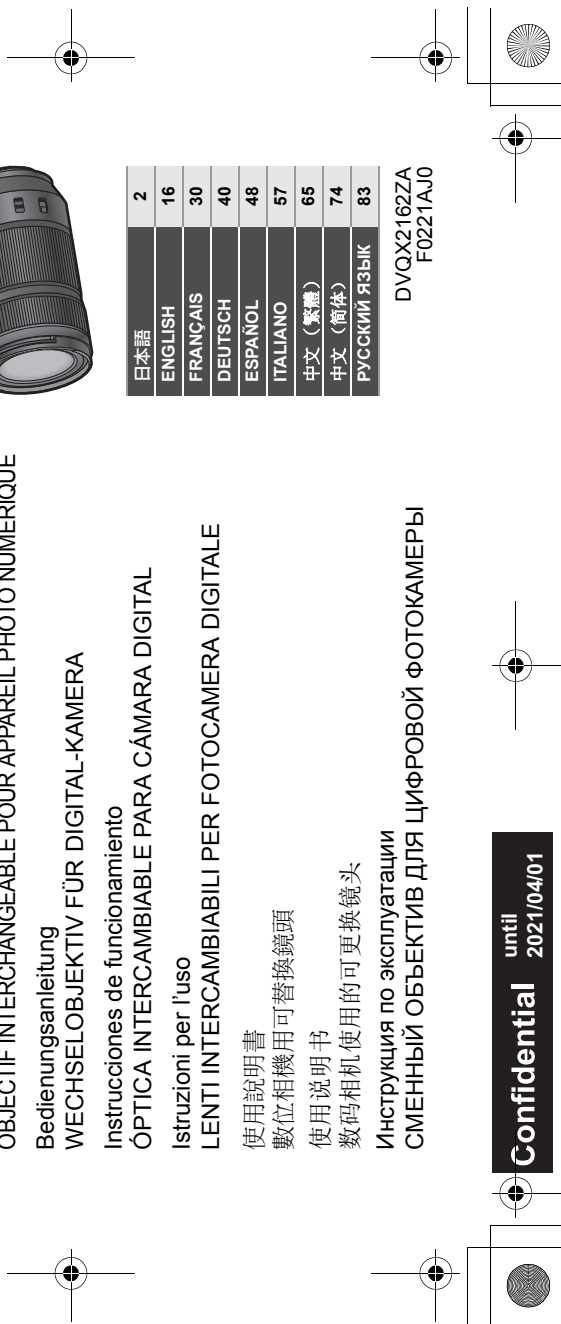 OBJECTIF INTERCHANGEABLE POUR APPAREIL PHOTO NUMÉRIQUE
Bedienungsanleitung
WECHSELOBJEKTIV FÜR DIGITAL-KAMERA
Instrucciones de funcionamiento
ÓPTICA INTERCAMBIABLE PARA CÁMARA DIGITAL
Istruzioni per l'uso
LENTI INTERCAMBIABILI PER FOTOCAMERA DIGITALE
使用說明書
數位相機用可替換鏡頭
使用说明书
数码相机使用的可更换镜头
Инструкция по эксплуатации
СМЕННЫЙ ОБЪЕКТИВ ДЛЯ ЦИФРОВОЙ ФОТОКАМЕРЫ
日本語 2
ENGLISH 16
FRANÇAIS 30
DEUTSCH 40
ESPAÑOL 48
ITALIANO 57
中文（繁體） 65
中文（简体） 74
РУССКИЙ ЯЗЫК 83
DVQX2162ZA
F0221AJ0
Confidential until
2021/04/01